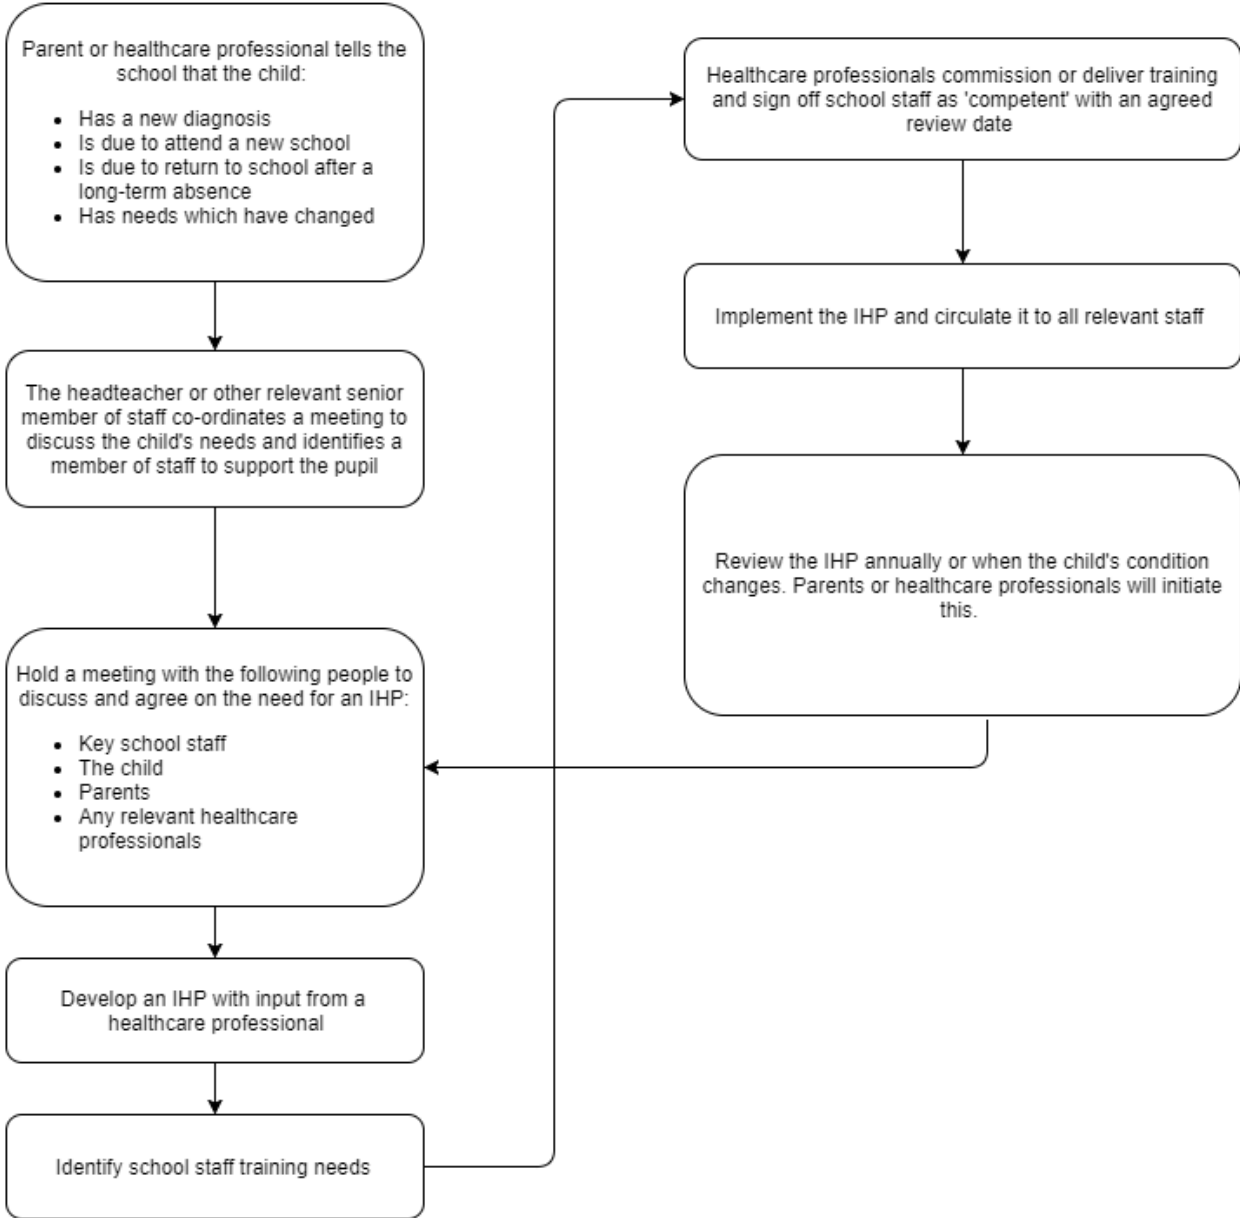 Parent or healthcare professional tells the
school that the child:
• Has a new diagnosis
• Is due to attend a new school
• Is due to return to school after a
long-term absence
• Has needs which have changed
The headteacher or other relevant senior
member of staff co-ordinates a meeting to
discuss the child's needs and identifies a
member of staff to support the pupil
Hold a meeting with the following people to
discuss and agree on the need for an IHP:
• Key school staff
• The child
• Parents
• Any relevant healthcare
professionals
Develop an IHP with input from a
healthcare professional
Identify school staff training needs
Healthcare professionals commission or deliver training
and sign off school staff as 'competent' with an agreed
review date
Implement the IHP and circulate it to all relevant staff
Review the IHP annually or when the child's condition
changes. Parents or healthcare professionals will initiate
this.